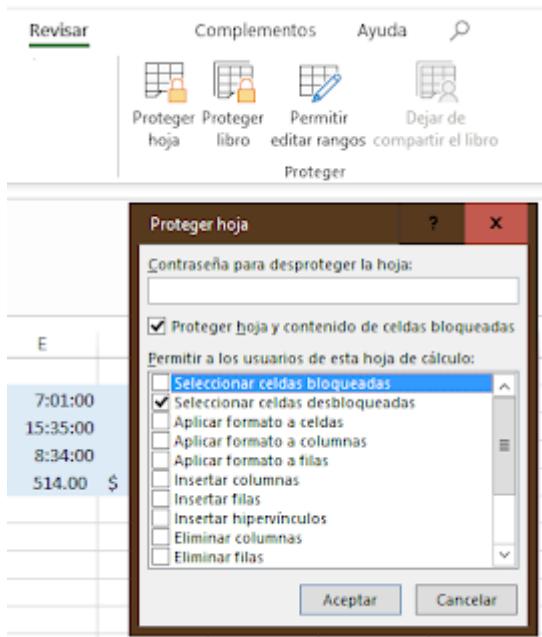 Revisar Complementos Ayuda
Proteger Proteger Permitir Dejar de
hoja libro editar rangos compartir el libro
Proteger
Proteger hoja ? x
Contraseña para desproteger la hoja:
Proteger hoja y contenido de celdas bloqueadas
E
Permitir a los usuarios de esta hoja de cálculo:
Seleccionar celdas bloqueadas
7:01:00 Seleccionar celdas desbloqueadas
15:35:00 Aplicar formato a celdas
Aplicar formato a columnas
8:34:00 Aplicar formato a filas
514.00 $ Insertar columnas
Insertar filas
Insertar hipervínculos
Eliminar columnas
Eliminar filas
Aceptar Cancelar